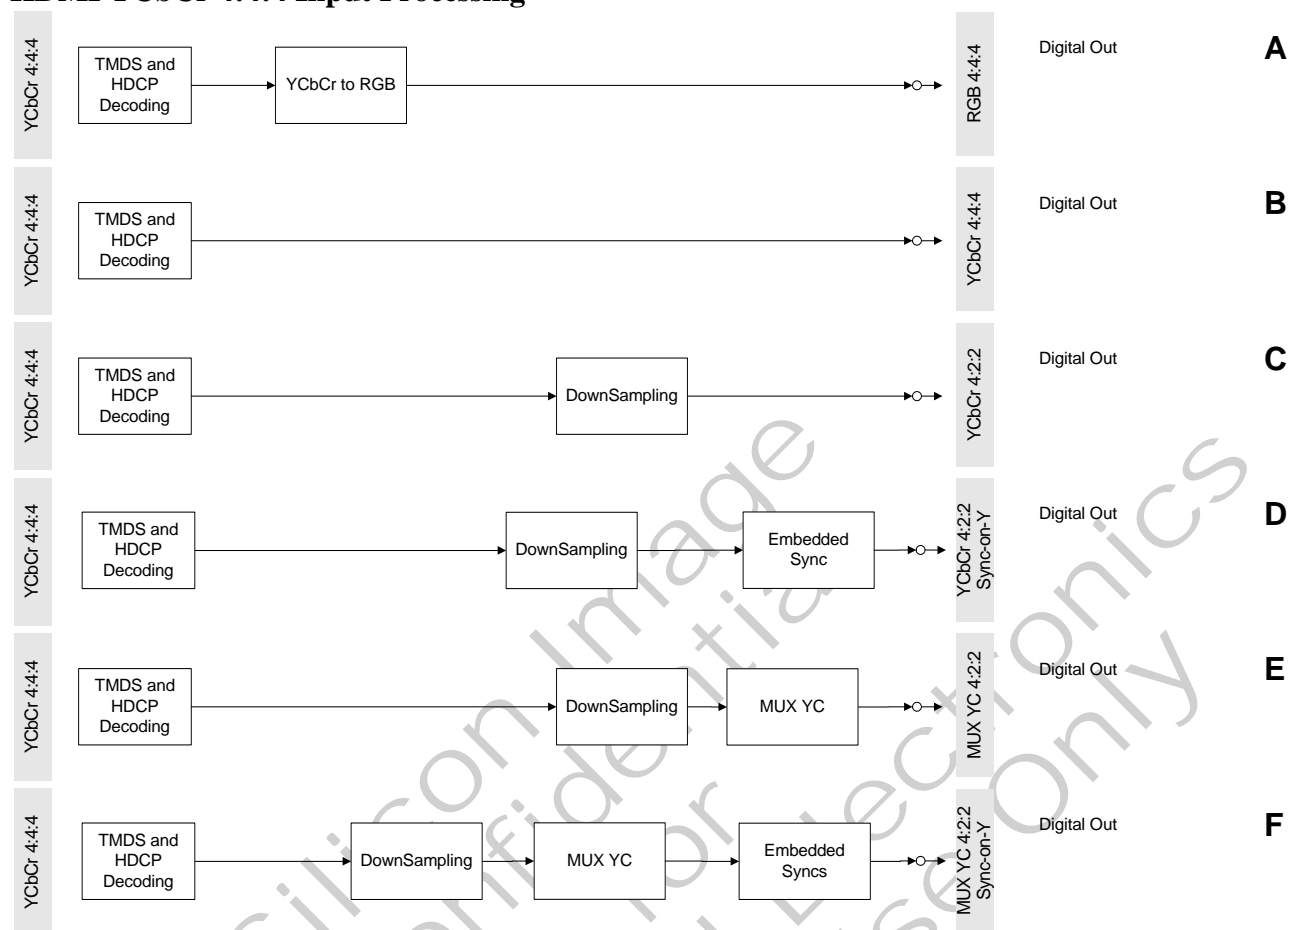 HDMI YCbCr 4:4:4 Input Processing
YCbCr 4:4:4
TMDS and
HDCP
Decoding
YCbCr to RGB
RGB 4:4:4
Digital Out
A
YCbCr 4:4:4
TMDS and
HDCP
Decoding
YCbCr 4:4:4
Digital Out
B
YCbCr 4:4:4
TMDS and
HDCP
Decoding
DownSampling
YCbCr 4:2:2
Digital Out
C
YCbCr 4:4:4
TMDS and
HDCP
Decoding
DownSampling
Embedded
Sync
YCbCr 4:2:2
Sync-on-Y
Digital Out
D
YCbCr 4:4:4
TMDS and
HDCP
Decoding
DownSampling
MUX YC
MUX YC 4:2:2
Digital Out
E
YCbCr 4:4:4
TMDS and
HDCP
Decoding
DownSampling
MUX YC
Embedded
Syncs
MUX YC 4:2:2
Sync-on-Y
Digital Out
F
Silicon Image
Confidential
for
Electronics
Use Only